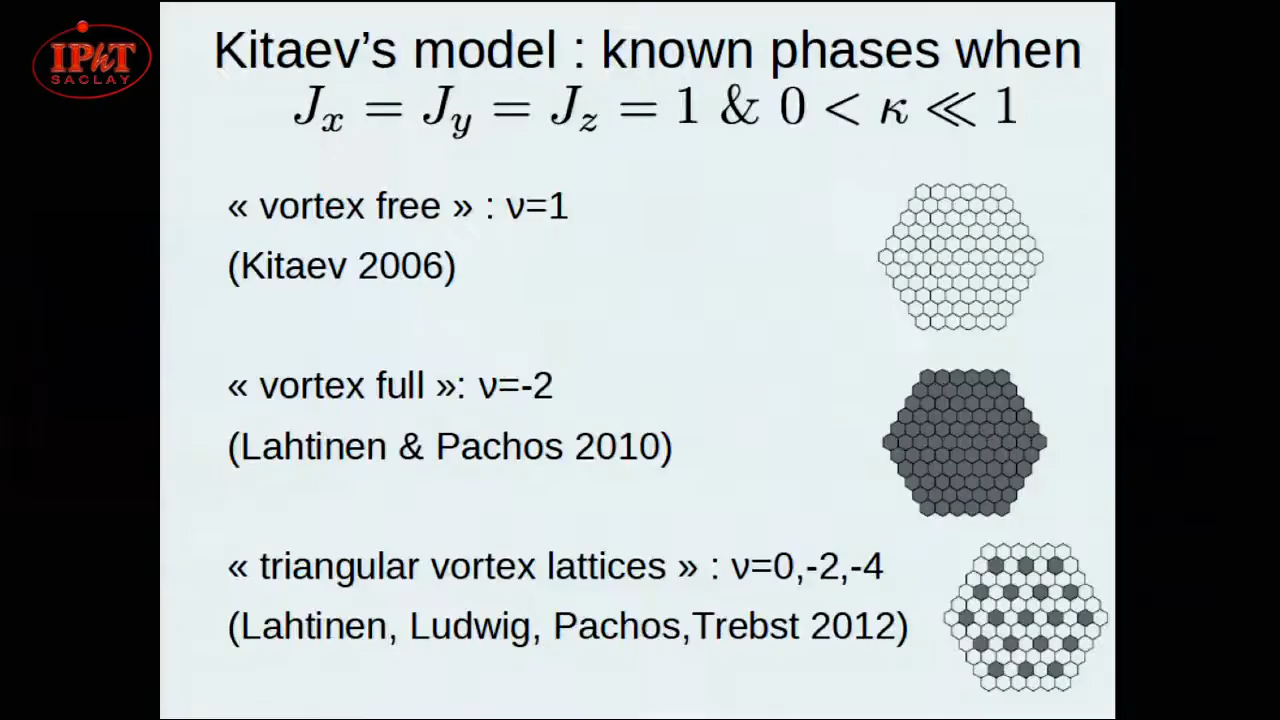 IPhT
SACLAY
Kitaev’s model : known phases when
J_x = J_y = J_z = 1 & 0 < κ ≪ 1
« vortex free » : ν=1
(Kitaev 2006)
« vortex full »: ν=-2
(Lahtinen & Pachos 2010)
« triangular vortex lattices » : ν=0,-2,-4
(Lahtinen, Ludwig, Pachos,Trebst 2012)